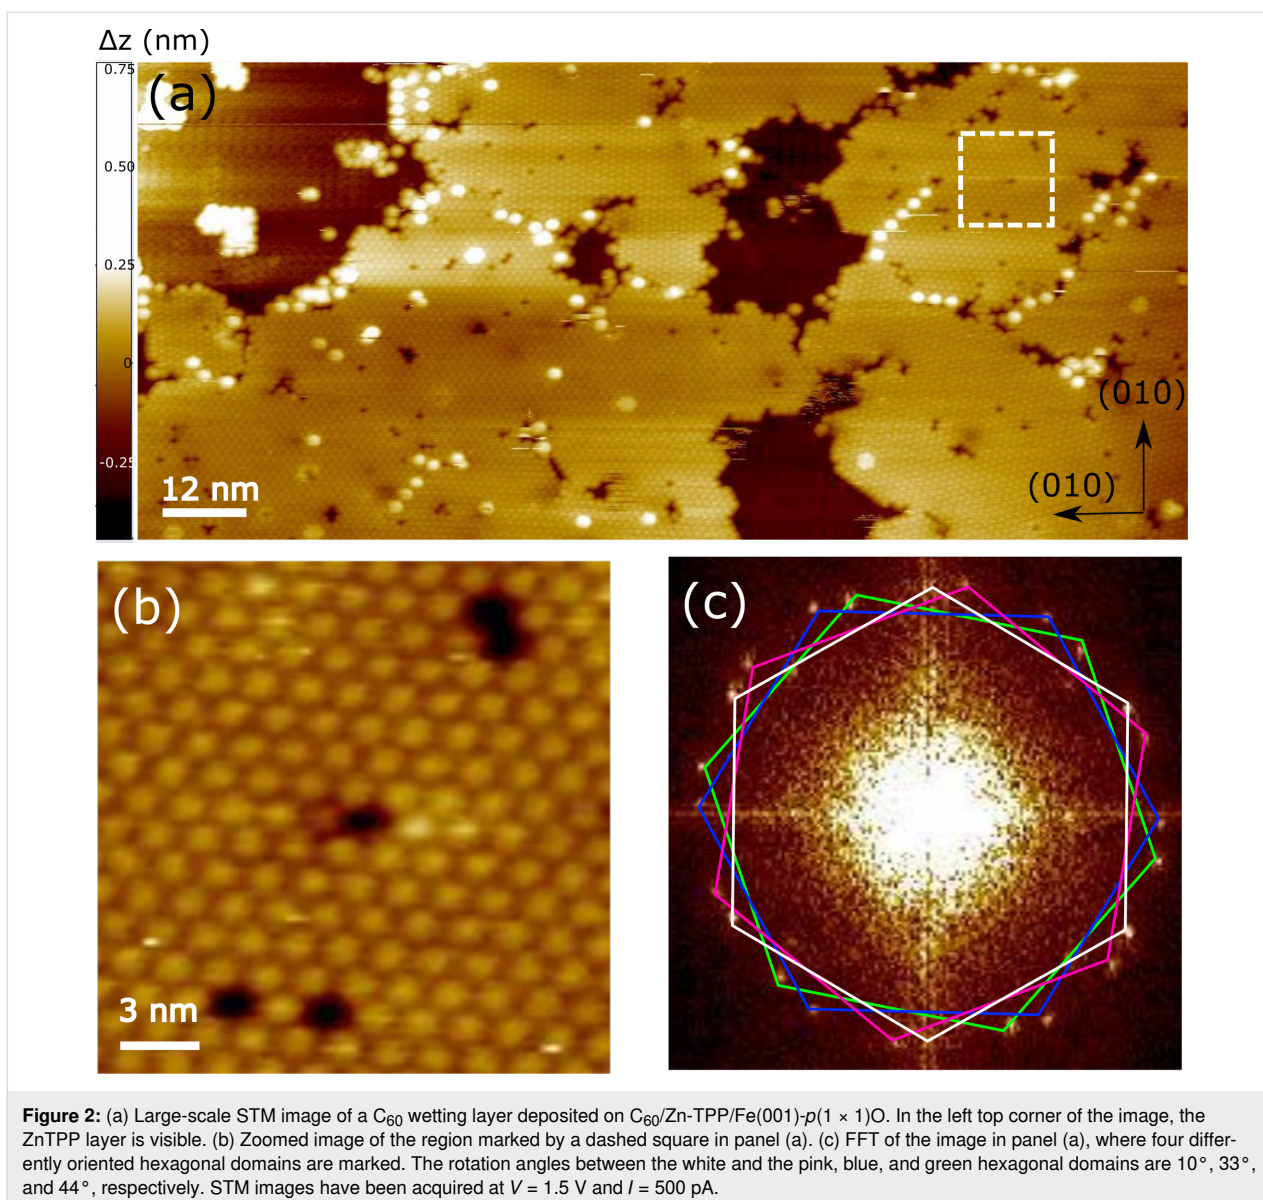 Δz (nm)
0.75
0.50
0.25
0
-0.25
(a)
12 nm
(010)
(010)
(b)
3 nm
(c)
Figure 2: (a) Large-scale STM image of a C60 wetting layer deposited on C60/Zn-TPP/Fe(001)-p(1 × 1)O. In the left top corner of the image, the
ZnTPP layer is visible. (b) Zoomed image of the region marked by a dashed square in panel (a). (c) FFT of the image in panel (a), where four differ-
ently oriented hexagonal domains are marked. The rotation angles between the white and the pink, blue, and green hexagonal domains are 10°, 33°,
and 44°, respectively. STM images have been acquired at V = 1.5 V and I = 500 pA.